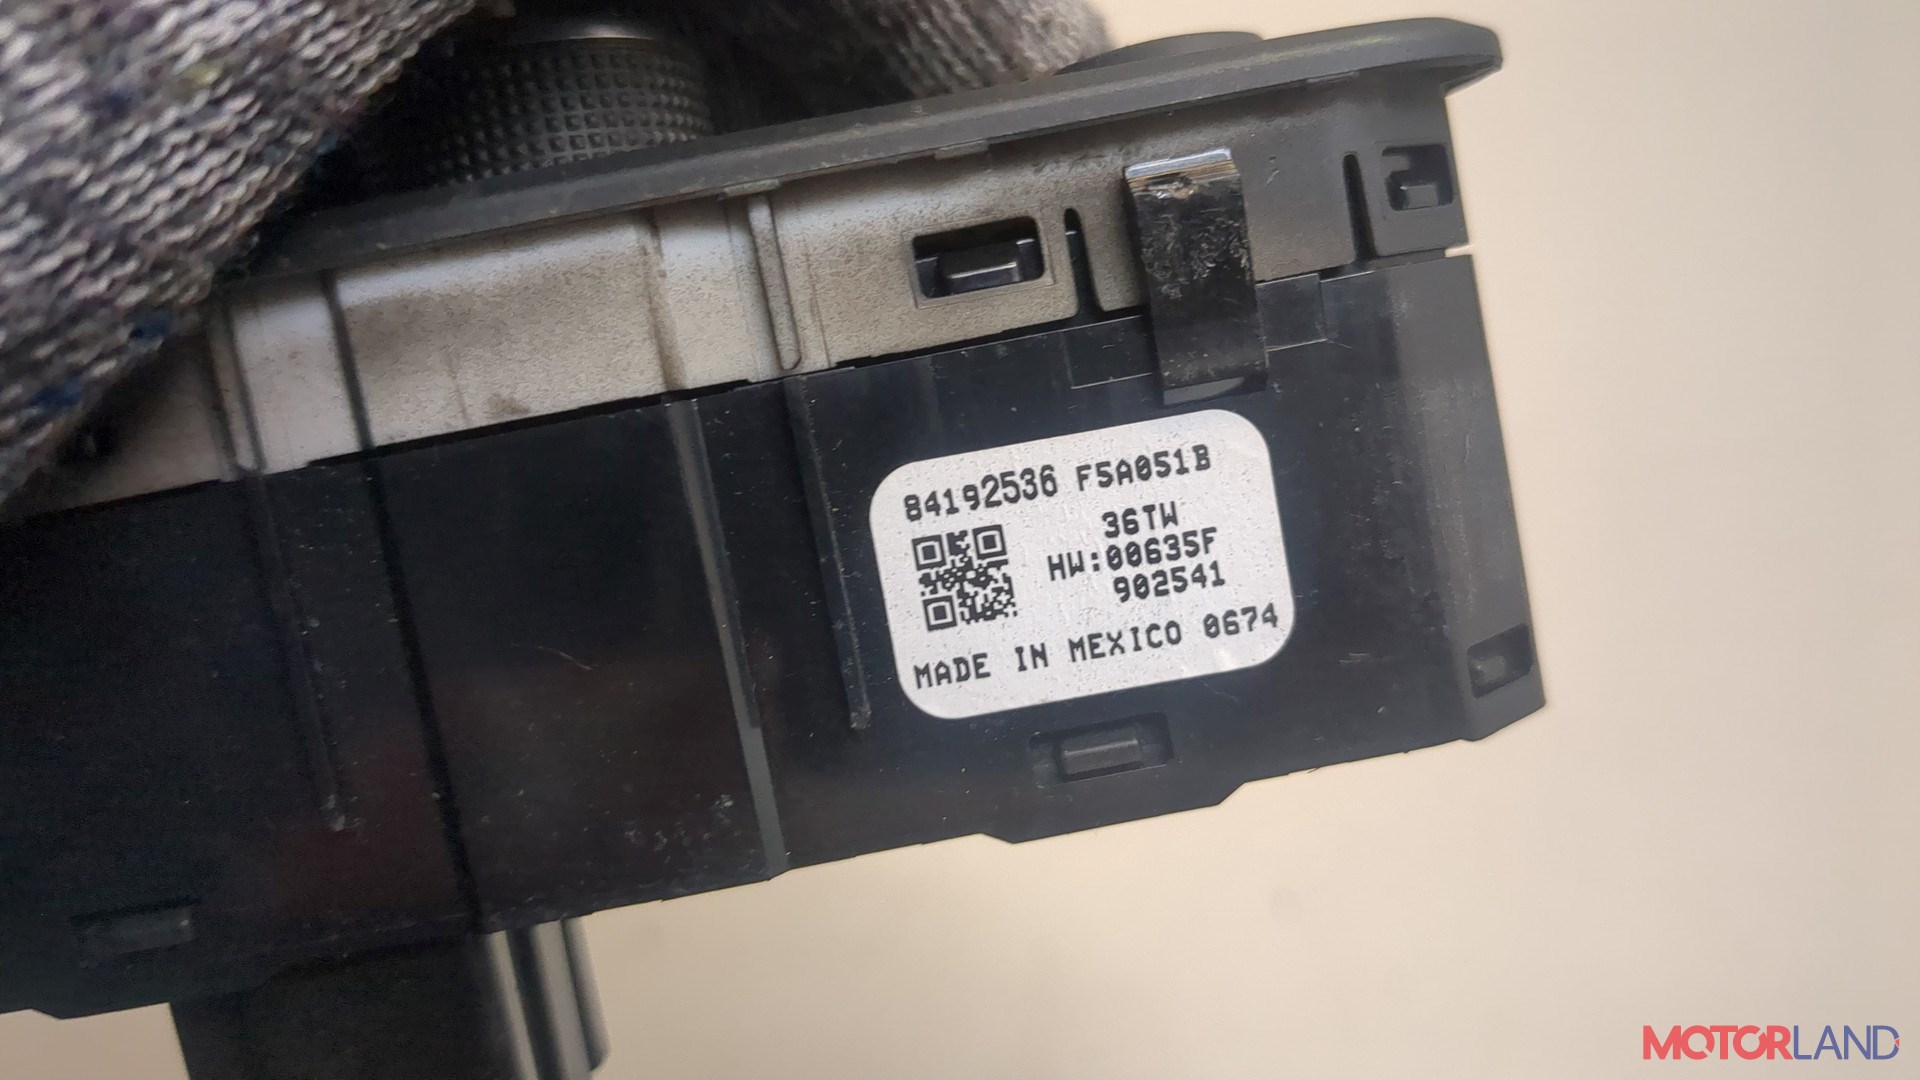 84192536 F5A051B
36TW
HW:00635F
902541
MADE IN MEXICO 0674
MOTORLAND